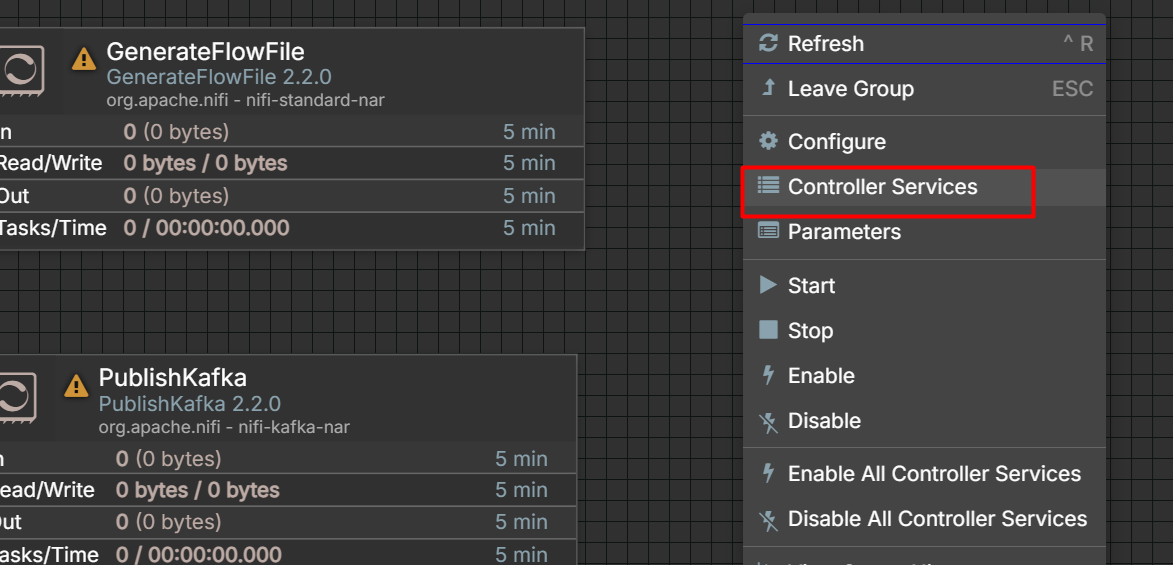 GenerateFlowFile
GenerateFlowFile 2.2.0
org.apache.nifi - nifi-standard-nar
n 0 (0 bytes) 5 min
Read/Write 0 bytes / 0 bytes 5 min
Out 0 (0 bytes) 5 min
Tasks/Time 0 / 00:00:00.000 5 min
PublishKafka
PublishKafka 2.2.0
org.apache.nifi - nifi-kafka-nar
0 (0 bytes) 5 min
ead/Write 0 bytes / 0 bytes 5 min
ut 0 (0 bytes) 5 min
asks/Time 0 / 00:00:00.000 5 min
Refresh ^ R
Leave Group ESC
Configure
Controller Services
Parameters
Start
Stop
Enable
Disable
Enable All Controller Services
Disable All Controller Services